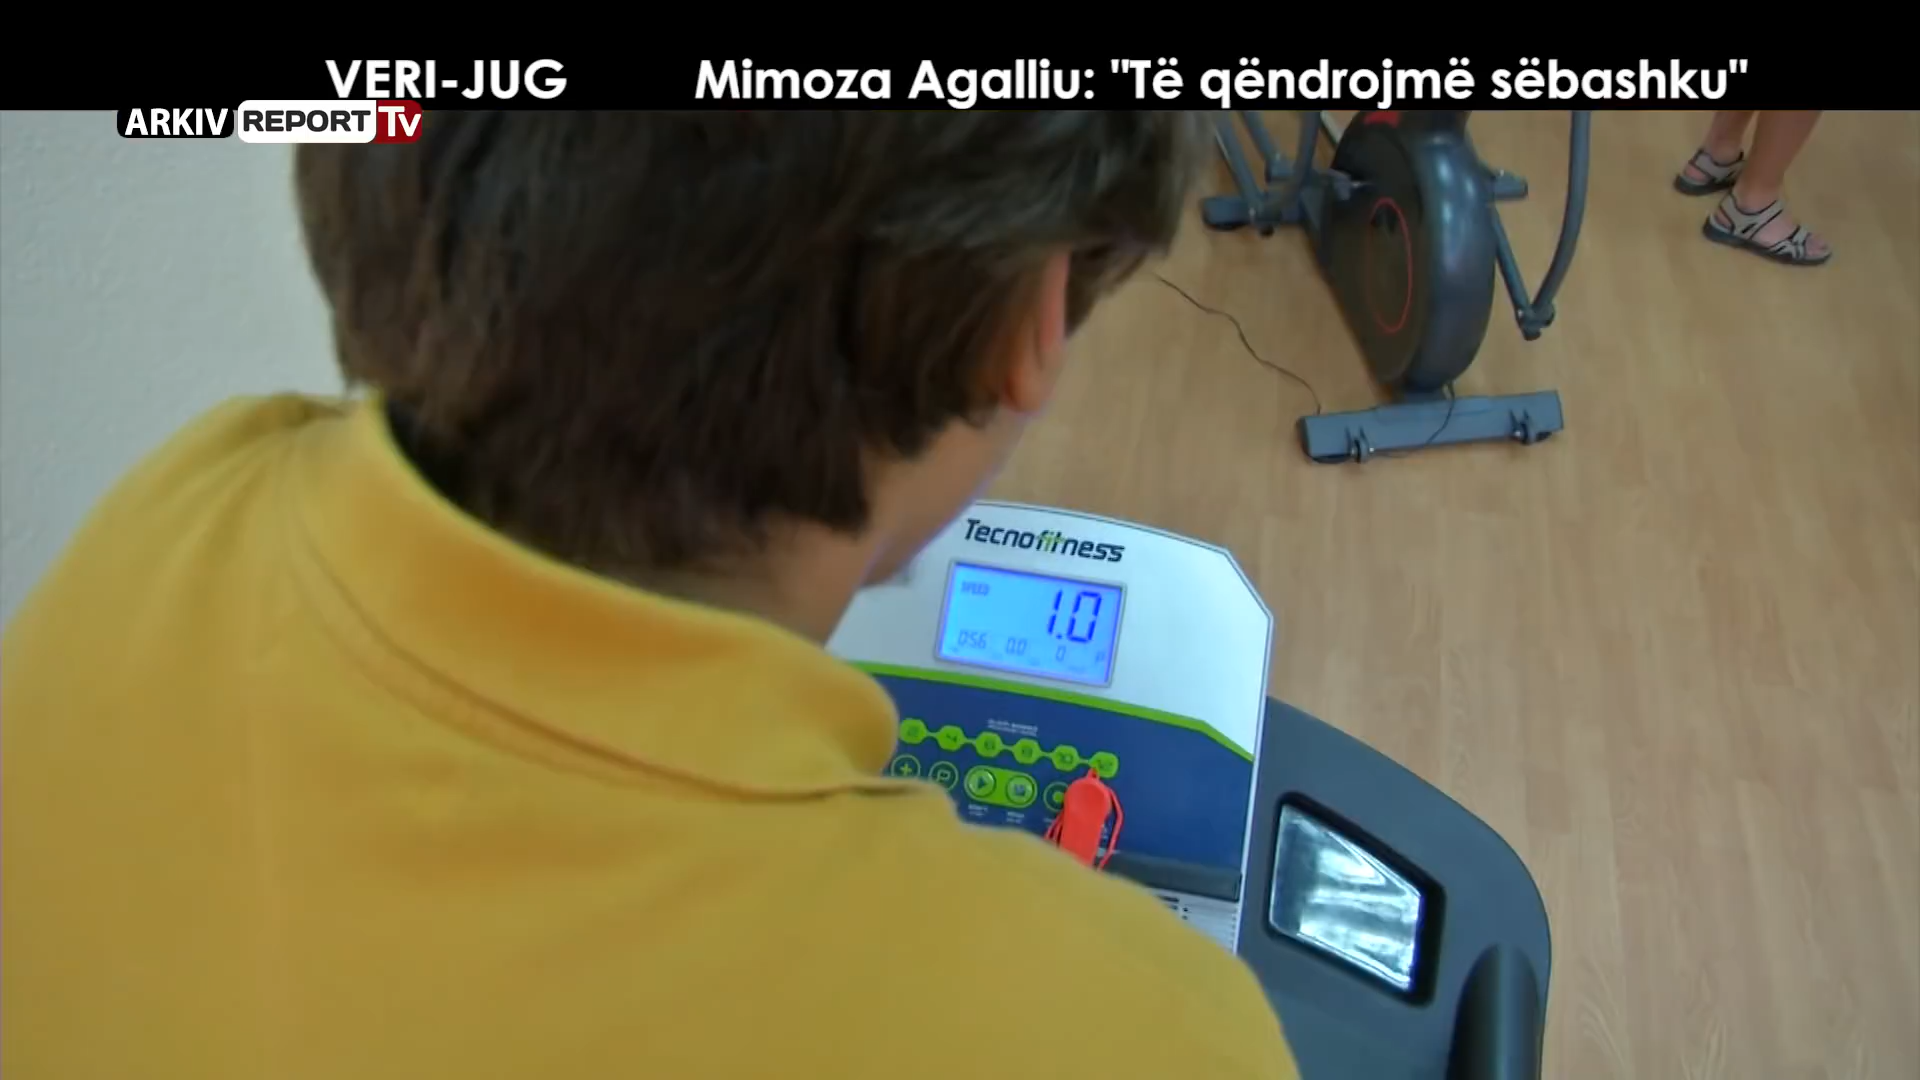 VERI-JUG Mimoza Agalliu: "Të qëndrojmë sëbashku"
ARKIV REPORT Tv
Tecnofitness
SPEED
1.0
0:56 0.0 0 P